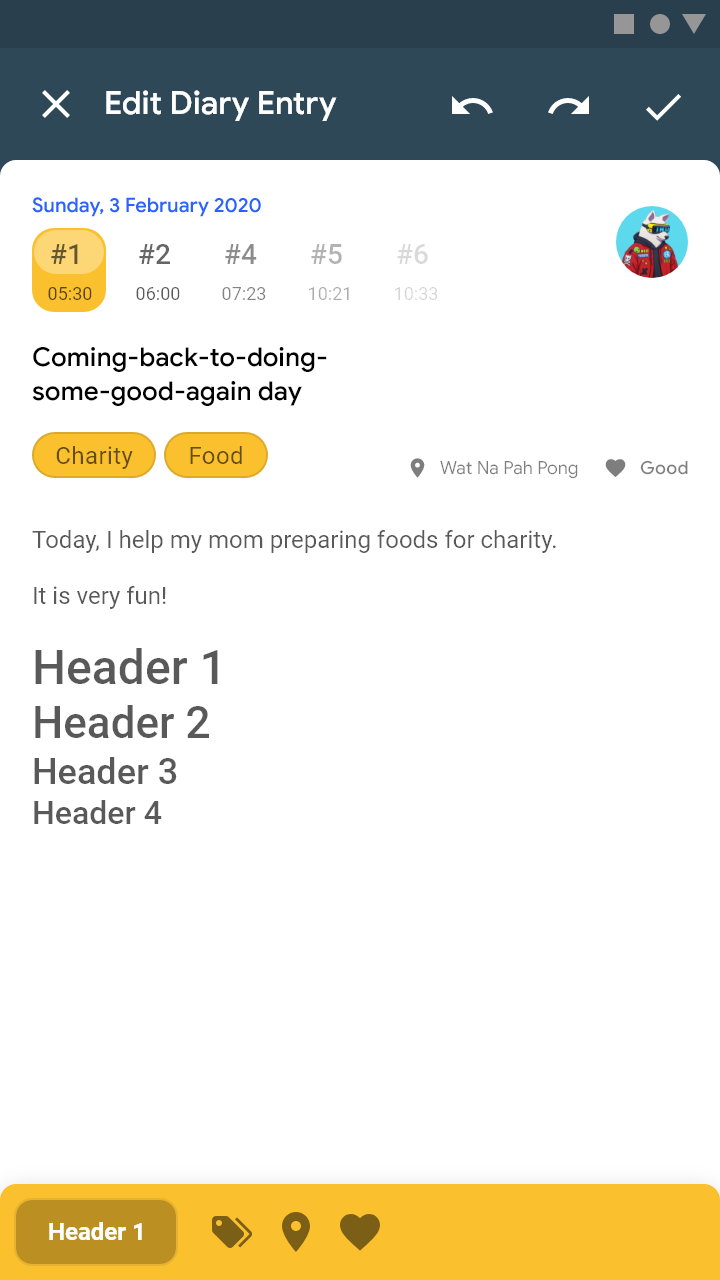 Edit Diary Entry
Sunday, 3 February 2020
#1 #2 #4 #5 #6
05:30 06:00 07:23 10:21 10:33
Coming-back-to-doing-
some-good-again day
Charity Food
Wat Na Pah Pong Good
Today, I help my mom preparing foods for charity.
It is very fun!
Header 1
Header 2
Header 3
Header 4
Header 1